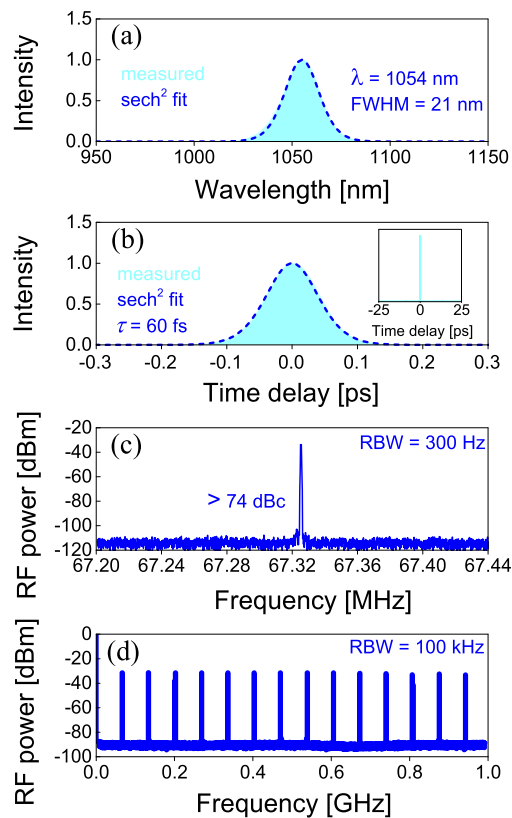 1.5
(a)
1.0
measured
λ = 1054 nm
sech² fit
FWHM = 21 nm
0.5
0.0
Intensity
950 1000 1050 1100 1150
Wavelength [nm]
1.5
(b)
1.0
measured
sech² fit
0.5
τ = 60 fs
0.0
Intensity
-25 0 25
Time delay [ps]
-0.3 -0.2 -0.1 0.0 0.1 0.2 0.3
Time delay [ps]
-20
(c)
RBW = 300 Hz
-40
-60
-80
> 74 dBc
-100
-120
RF power [dBm]
67.20 67.24 67.28 67.32 67.36 67.40 67.44
Frequency [MHz]
0
(d)
RBW = 100 kHz
-20
-40
-60
-80
-100
RF power [dBm]
0.0 0.2 0.4 0.6 0.8 1.0
Frequency [GHz]